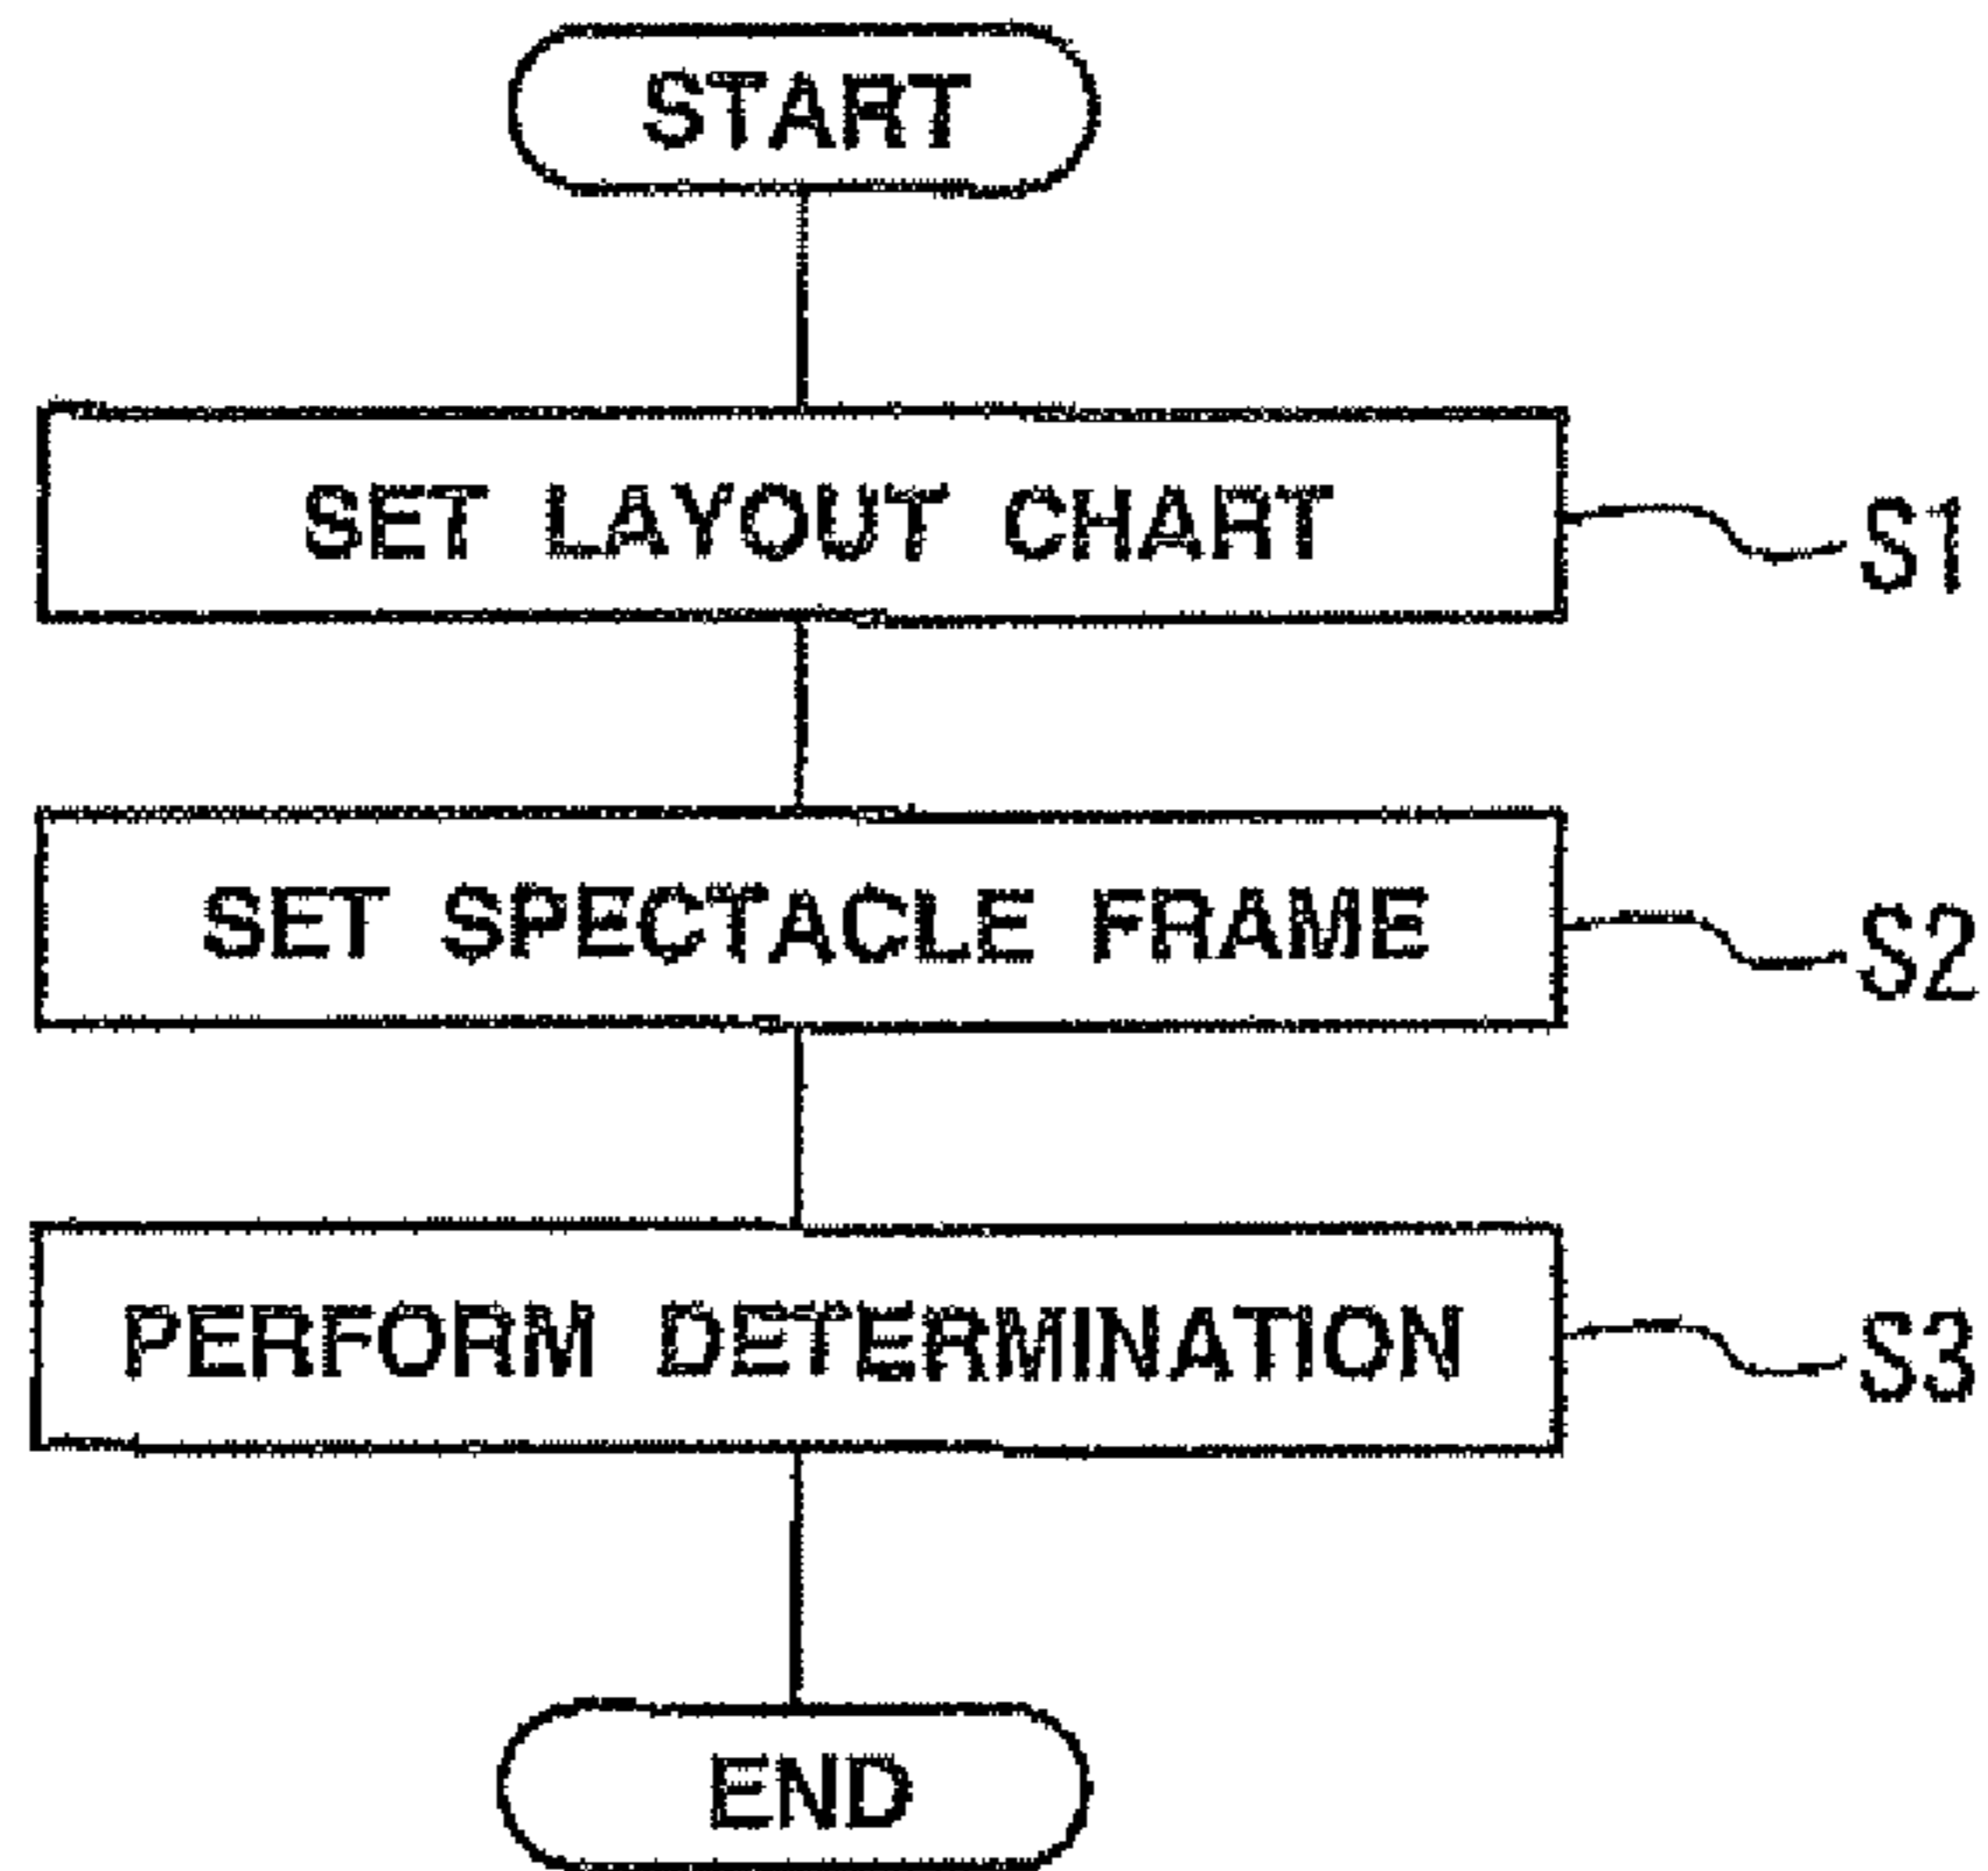 START
SET LAYOUT CHART
S1
SET SPECTACLE FRAME
S2
PERFORM DETERMINATION
S3
END